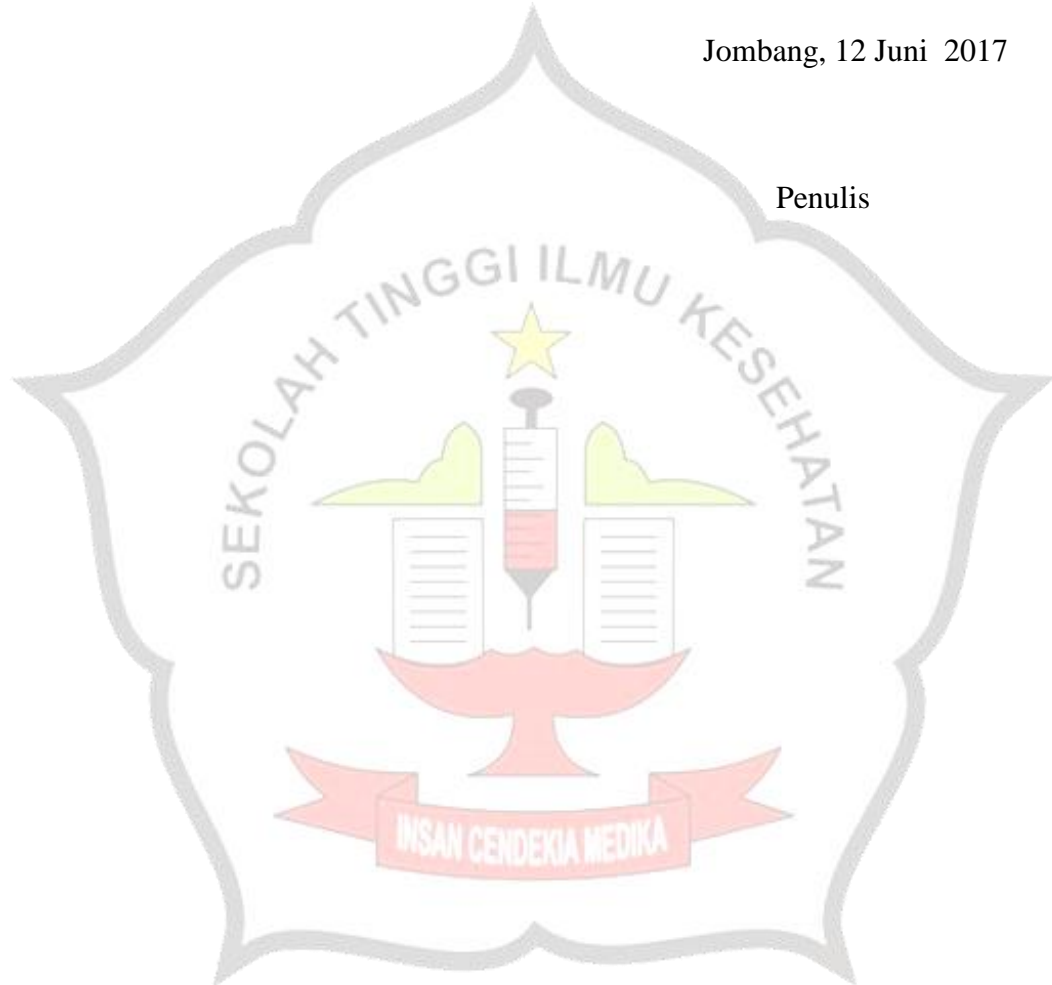 Jombang, 12 Juni  2017
Penulis
SEKOLAH TINGGI ILMU KESEHATAN
INSAN CENDEKIA MEDIKA